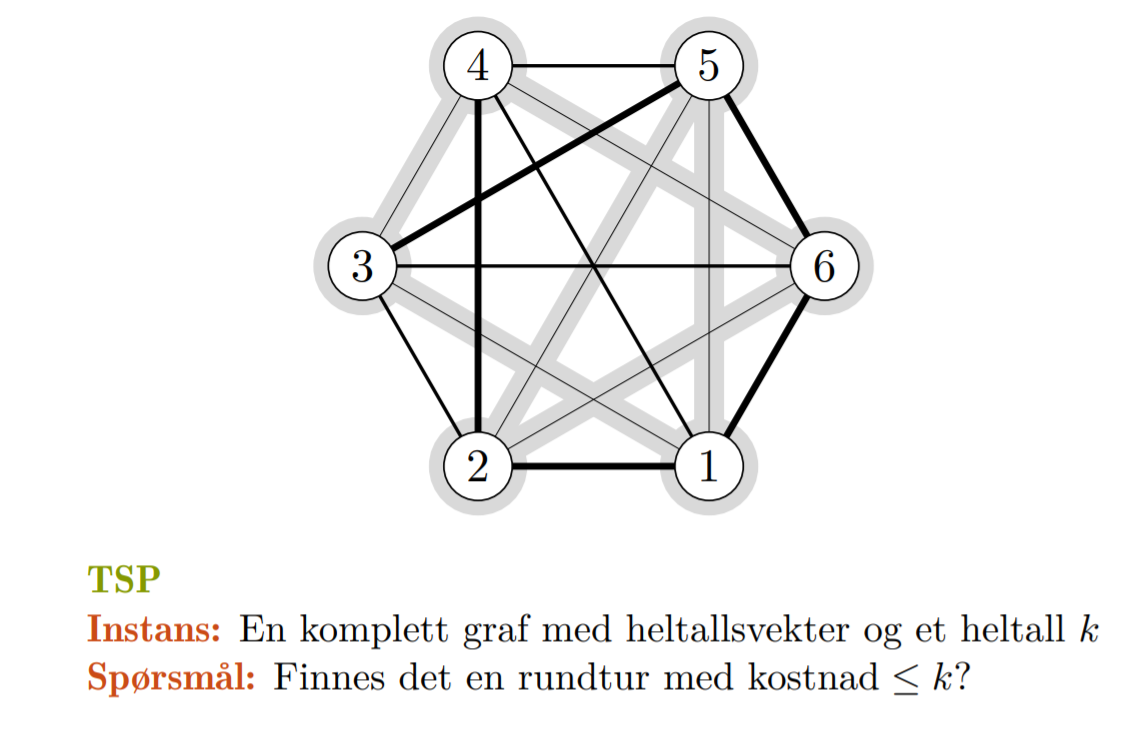 4 5
3 6
2 1
TSP
Instans: En komplett graf med heltallsvekter og et heltall k
Spørsmål: Finnes det en rundtur med kostnad ≤ k?